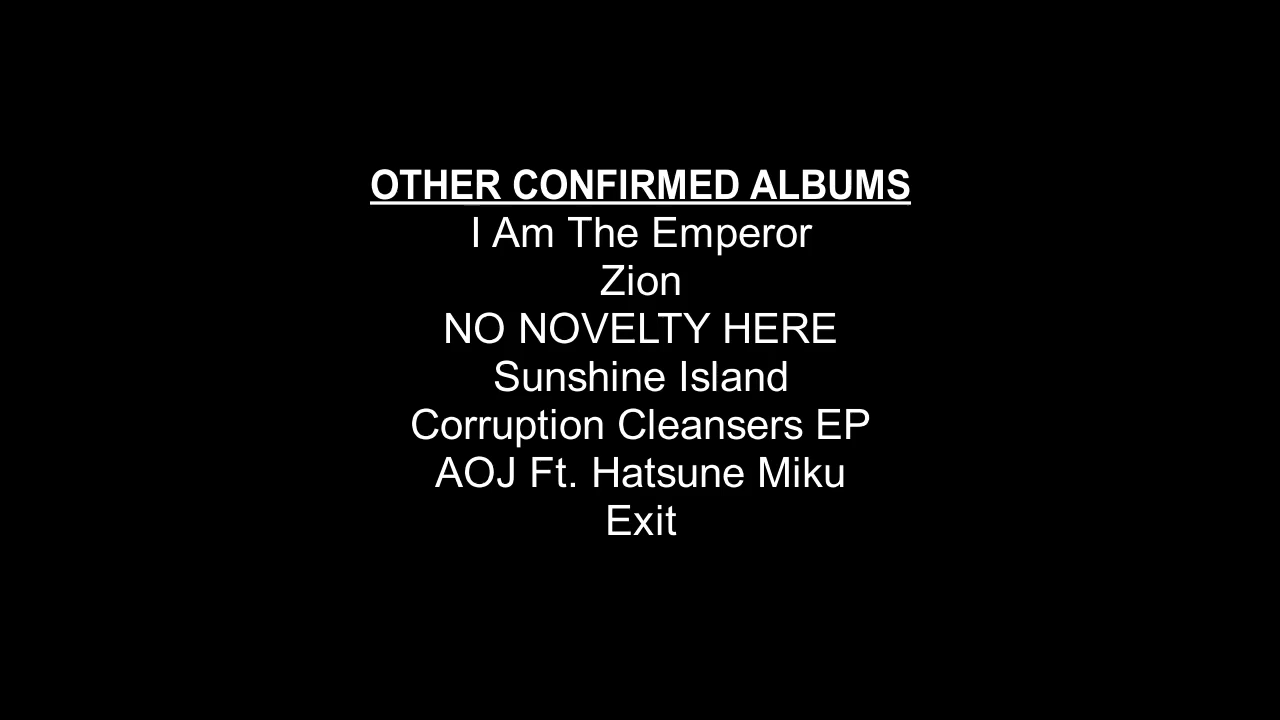 OTHER CONFIRMED ALBUMS
I Am The Emperor
Zion
NO NOVELTY HERE
Sunshine Island
Corruption Cleansers EP
AOJ Ft. Hatsune Miku
Exit